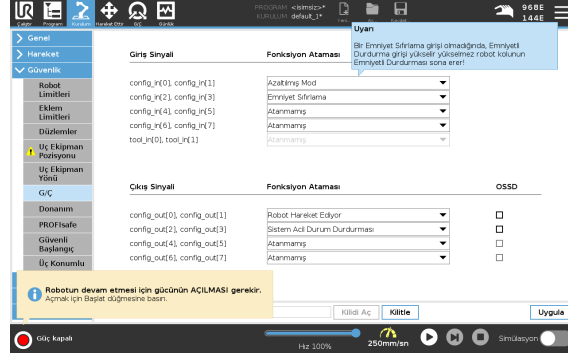 UR
PROGRAM <isimsiz>*
KURULUM default_1*
968E
144E
Çalıştır Program Kurulum Hareket Ettir G/Ç Günlük
Yeni... Aç... Kaydet...
Genel
Hareket
Güvenlik
Robot
Limitleri
Eklem
Limitleri
Düzlemler
Uç Ekipman
Pozisyonu
Uç Ekipman
Yönü
G/Ç
Donanım
PROFIsafe
Güvenli
Başlangıç
Üç Konumlu
Uyarı
Bir Emniyet Sıfırlama girişi olmadığında, Emniyetli
Durdurma girişi yükselir yükselmez robot kolunun
Emniyetli Durdurması sona erer!
Giriş Sinyali Fonksiyon Ataması
config_in[0], config_in[1] Azaltılmış Mod
config_in[2], config_in[3] Emniyet Sıfırlama
config_in[4], config_in[5] Atanmamış
config_in[6], config_in[7] Atanmamış
tool_in[0], tool_in[1] Atanmamış
Çıkış Sinyali Fonksiyon Ataması OSSD
config_out[0], config_out[1] Robot Hareket Ediyor
config_out[2], config_out[3] Sistem Acil Durum Durdurması
config_out[4], config_out[5] Atanmamış
config_out[6], config_out[7] Atanmamış
Robotun devam etmesi için gücünün AÇILMASI gerekir.
Açmak için Başlat düğmesine basın.
Kilidi Aç Kilitle Uygula
Güç kapalı
Hız 100%
250mm/sn
Simülasyon